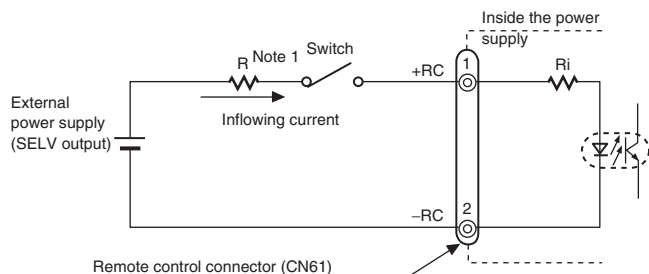 Inside the power
supply
R Note 1 Switch
+RC 1 Ri
External
power supply
(SELV output)
Inflowing current
2
−RC
Remote control connector (CN61)